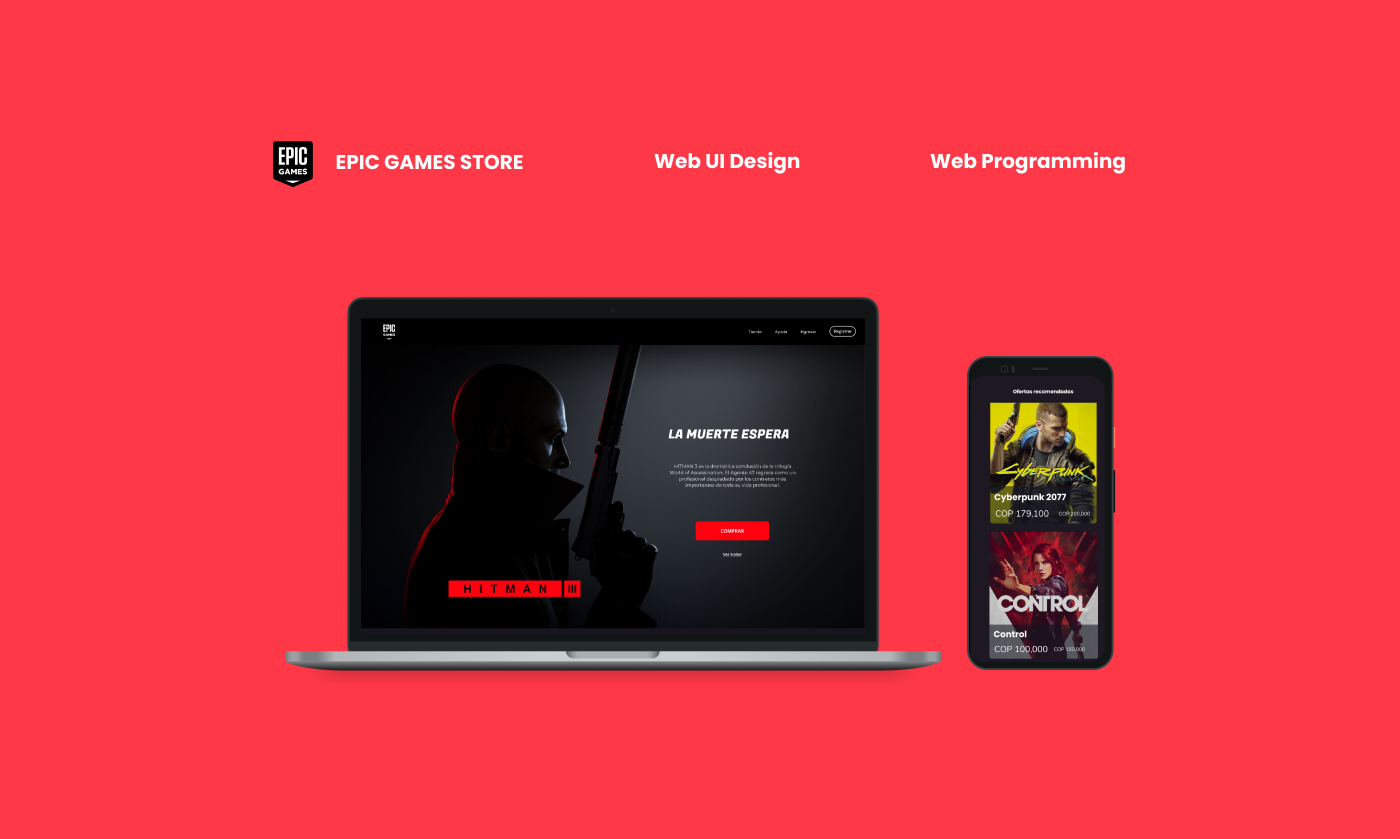 EPIC
GAMES
EPIC GAMES STORE
Web UI Design
Web Programming
EPIC
GAMES
Tienda
Ayuda
Ingresar
Registrar
LA MUERTE ESPERA
HITMAN 3 es la dramática conclusión de la trilogía
World of Assassination. El Agente 47 regresa como un
profesional despiadado por los contratos más
importantes de toda su vida profesional.
COMPRAR
Ver trailer
HITMAN III
Ofertas recomendadas
CYBERPUNK
Cyberpunk 2077
COP 179,100
COP 200,000
CONTROL
Control
COP 100,000
COP 150,000